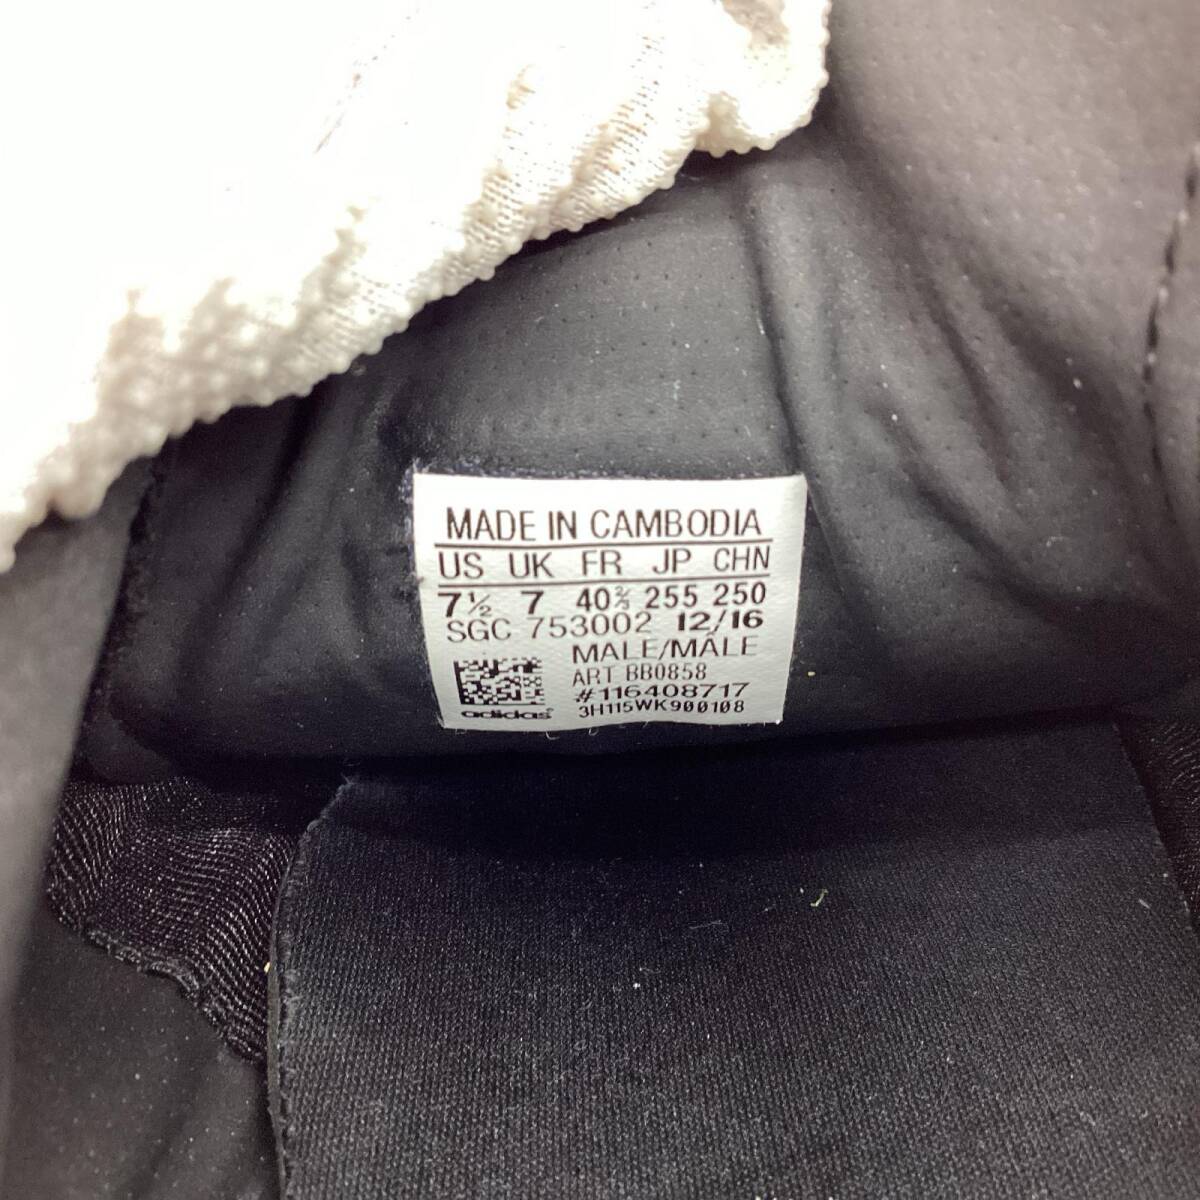 MADE IN CAMBODIA
US UK FR JP CHN
7½ 7 40⅔ 255 250
SGC 753002 12/16
MALE/MÂLE
ART BB0858
#116408717
adidas 3H115WK900108